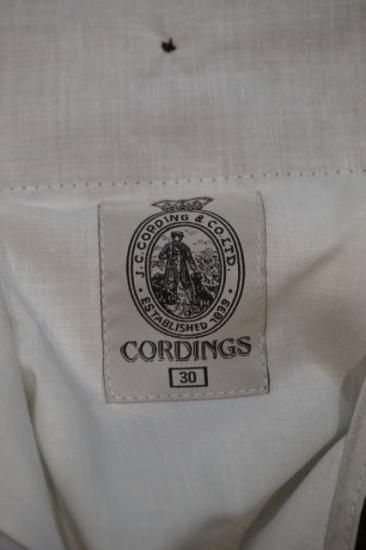 J.C.CORDING & CO.LTD.
ESTABLISHED 1839
CORDINGS
30